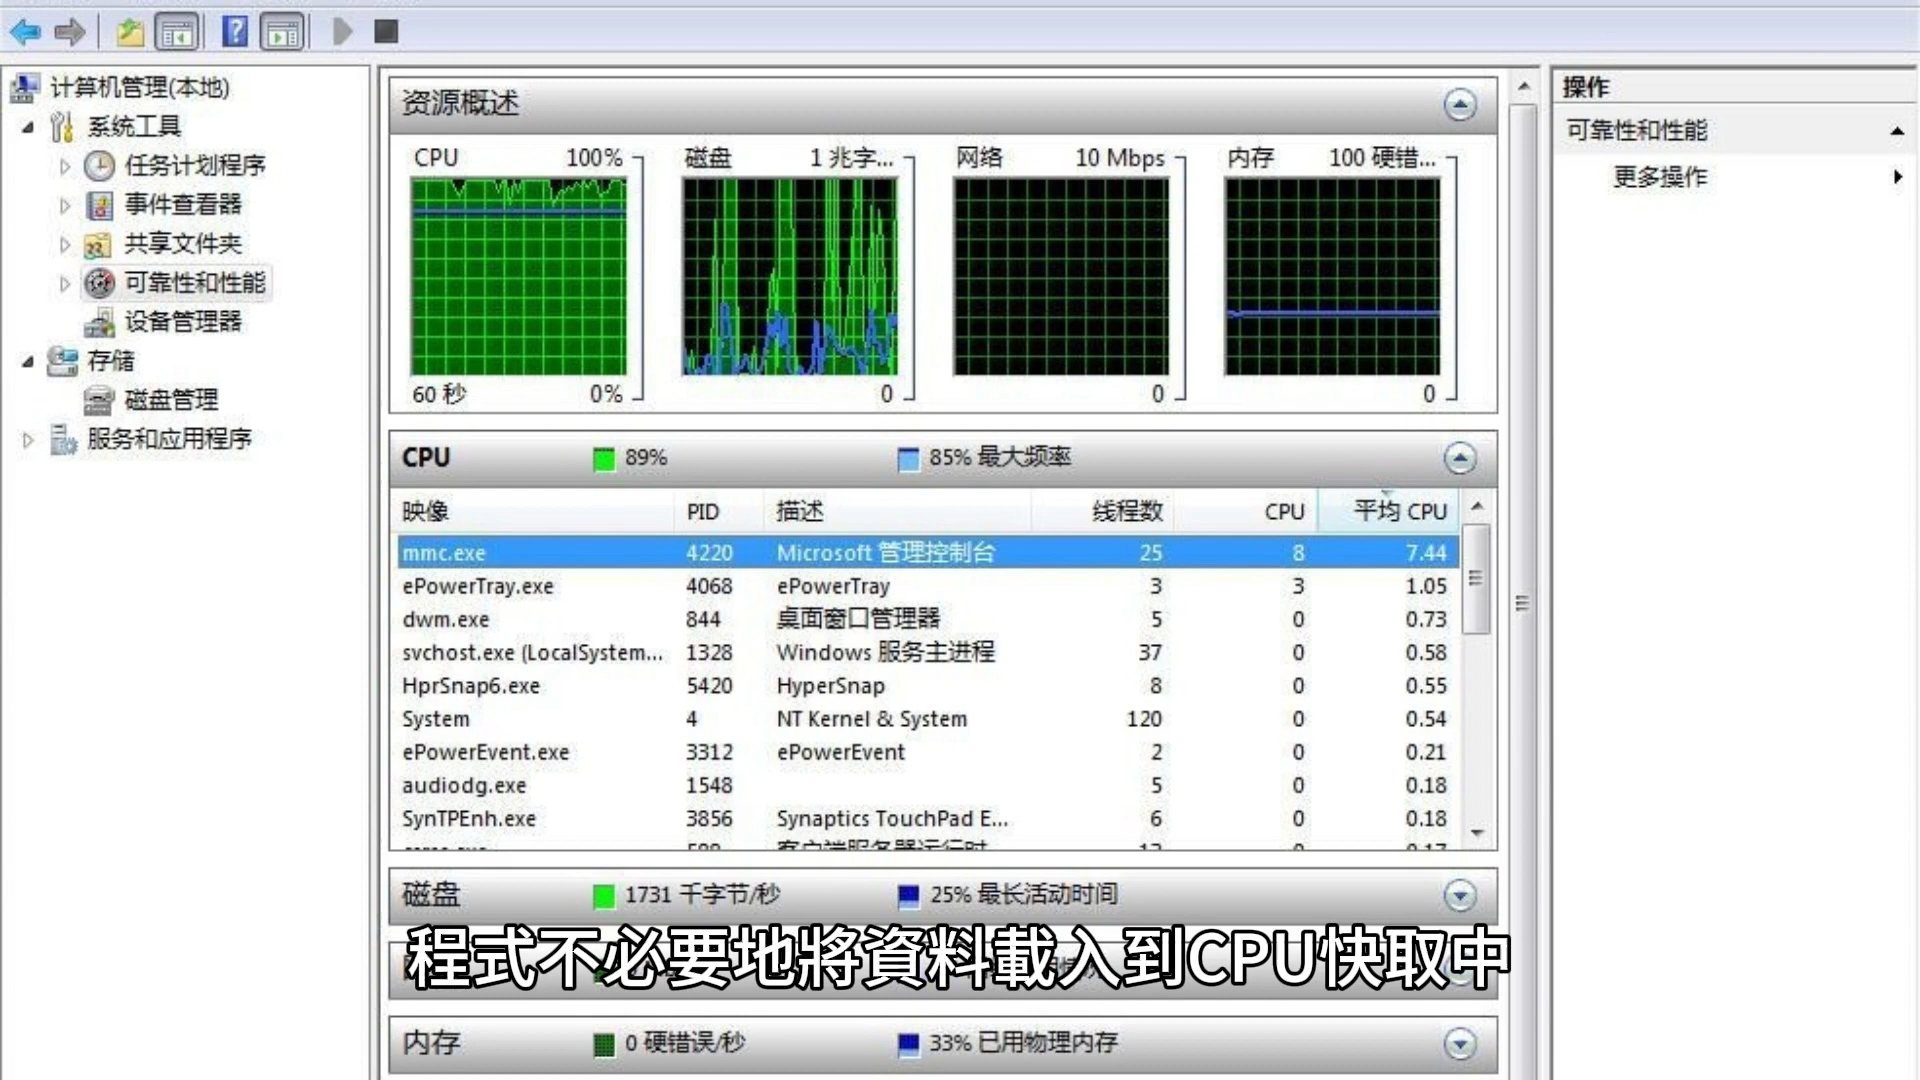 计算机管理(本地)
系统工具
任务计划程序
事件查看器
共享文件夹
可靠性和性能
设备管理器
存储
磁盘管理
服务和应用程序
资源概述
CPU 100%
60 秒 0%
磁盘 1 兆字...
0
网络 10 Mbps
0
内存 100 硬错...
0
CPU 89% 85% 最大频率
映像 PID 描述 线程数 CPU 平均 CPU
mmc.exe 4220 Microsoft 管理控制台 25 8 7.44
ePowerTray.exe 4068 ePowerTray 3 3 1.05
dwm.exe 844 桌面窗口管理器 5 0 0.73
svchost.exe (LocalSystem... 1328 Windows 服务主进程 37 0 0.58
HprSnap6.exe 5420 HyperSnap 8 0 0.55
System 4 NT Kernel & System 120 0 0.54
ePowerEvent.exe 3312 ePowerEvent 2 0 0.21
audiodg.exe 1548 5 0 0.18
SynTPEnh.exe 3856 Synaptics TouchPad E... 6 0 0.18
磁盘 1731 千字节/秒 25% 最长活动时间
程式不必要地將資料載入到CPU快取中
内存 0 硬错误/秒 33% 已用物理内存
操作
可靠性和性能
更多操作